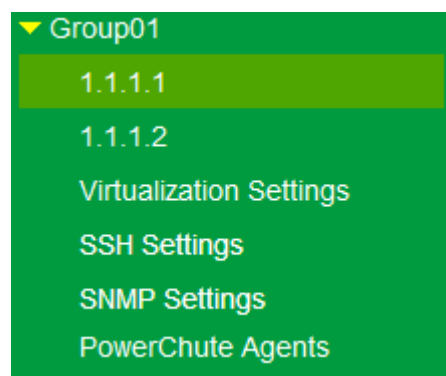 Group01
1.1.1.1
1.1.1.2
Virtualization Settings
SSH Settings
SNMP Settings
PowerChute Agents